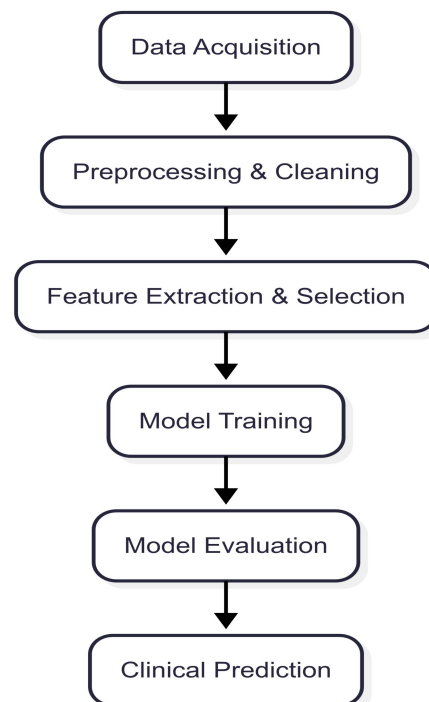 Data Acquisition
Preprocessing & Cleaning
Feature Extraction & Selection
Model Training
Model Evaluation
Clinical Prediction